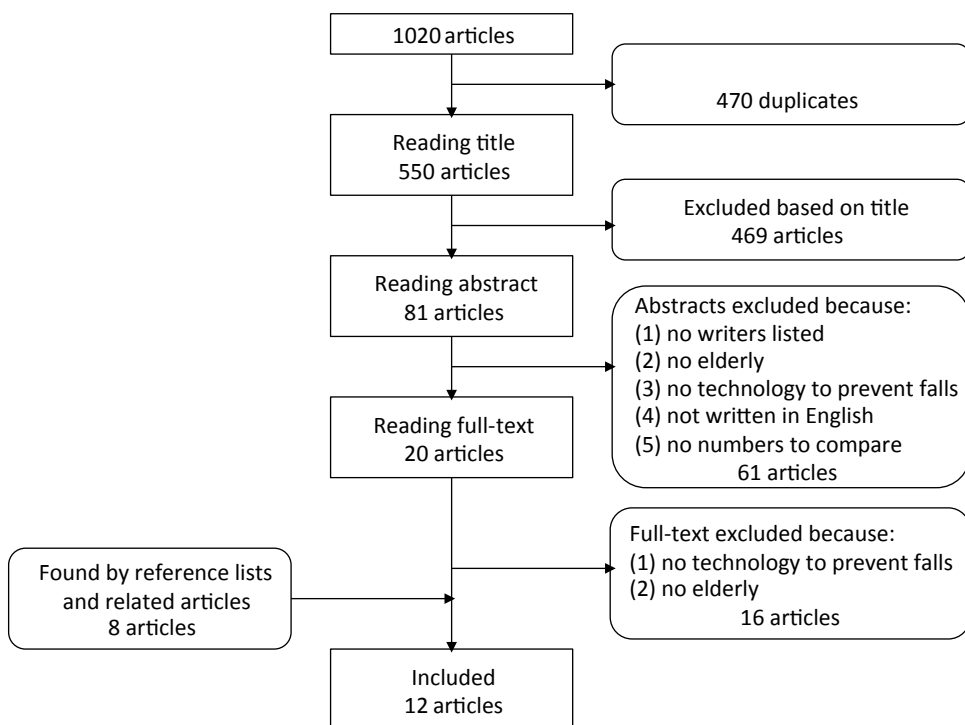 1020 articles
470 duplicates
Reading title
550 articles
Excluded based on title
469 articles
Reading abstract
81 articles
Abstracts excluded because:
(1) no writers listed
(2) no elderly
(3) no technology to prevent falls
(4) not written in English
(5) no numbers to compare
61 articles
Reading full-text
20 articles
Full-text excluded because:
(1) no technology to prevent falls
(2) no elderly
16 articles
Found by reference lists
and related articles
8 articles
Included
12 articles